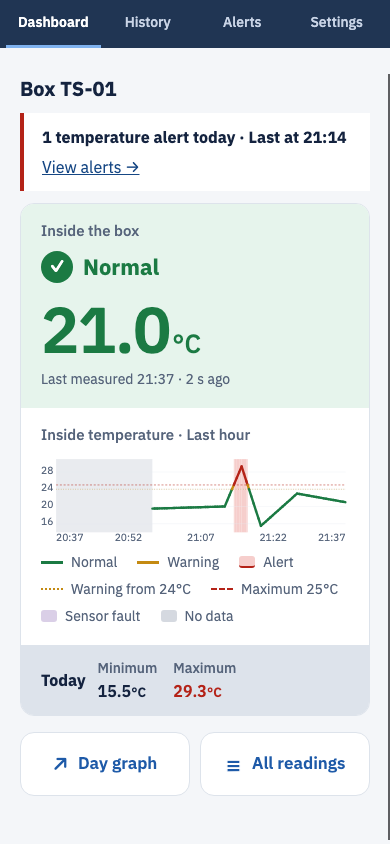 Dashboard History Alerts Settings
Box TS-01
1 temperature alert today · Last at 21:14
View alerts →
Inside the box
Normal
21.0°C
Last measured 21:37 · 2 s ago
Inside temperature · Last hour
28
24
20
16
20:37 20:52 21:07 21:22 21:37
Normal Warning Alert
Warning from 24°C Maximum 25°C
Sensor fault No data
Today
Minimum Maximum
15.5°C 29.3°C
Day graph All readings